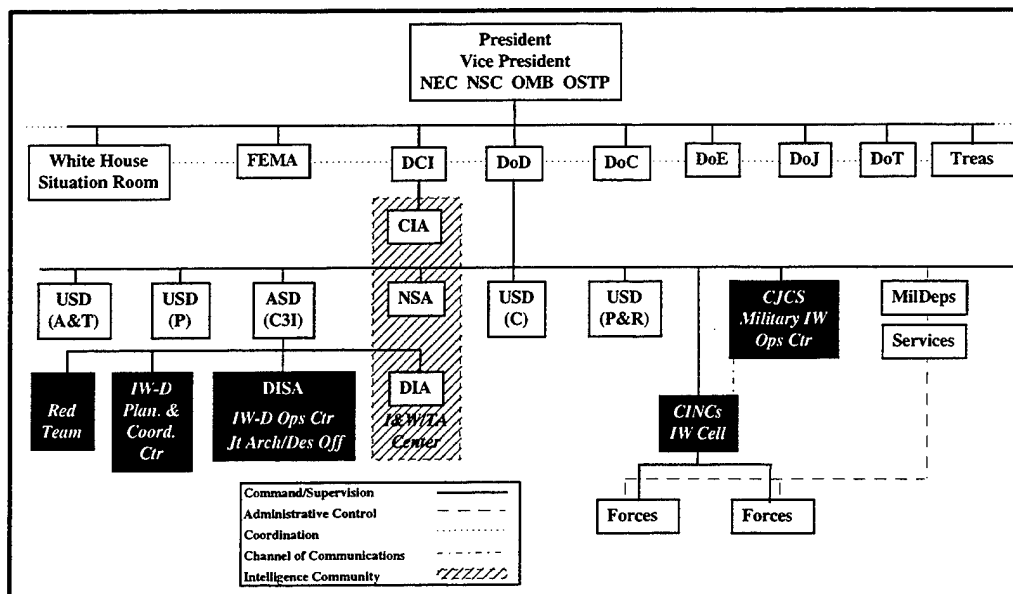 President
Vice President
NEC NSC OMB OSTP
White House
Situation Room
FEMA
DCI
DoD
DoC
DoE
DoJ
DoT
Treas
CIA
USD
(A&T)
USD
(P)
ASD
(C3I)
NSA
USD
(C)
USD
(P&R)
CJCS
Military IW
Ops Ctr
MilDeps
Services
Red
Team
IW-D
Plan. &
Coord.
Ctr
DISA
IW-D Ops Ctr
Jt Arch/Des Off
DIA
I&W/TA
Center
CINCs
IW Cell
Forces
Forces
Command/Supervision
Administrative Control
Coordination
Channel of Communications
Intelligence Community